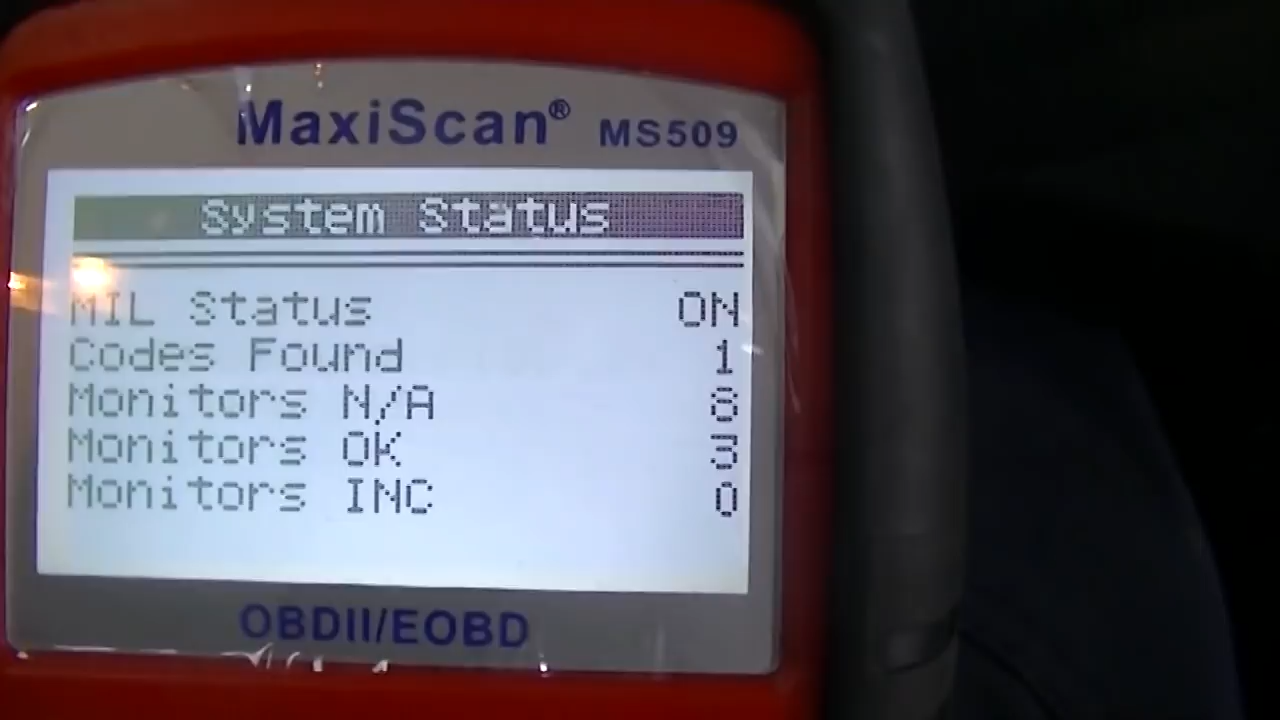 MaxiScan® MS509
System Status
MIL Status ON
Codes Found 1
Monitors N/A 8
Monitors OK 3
Monitors INC 0
OBDII/EOBD